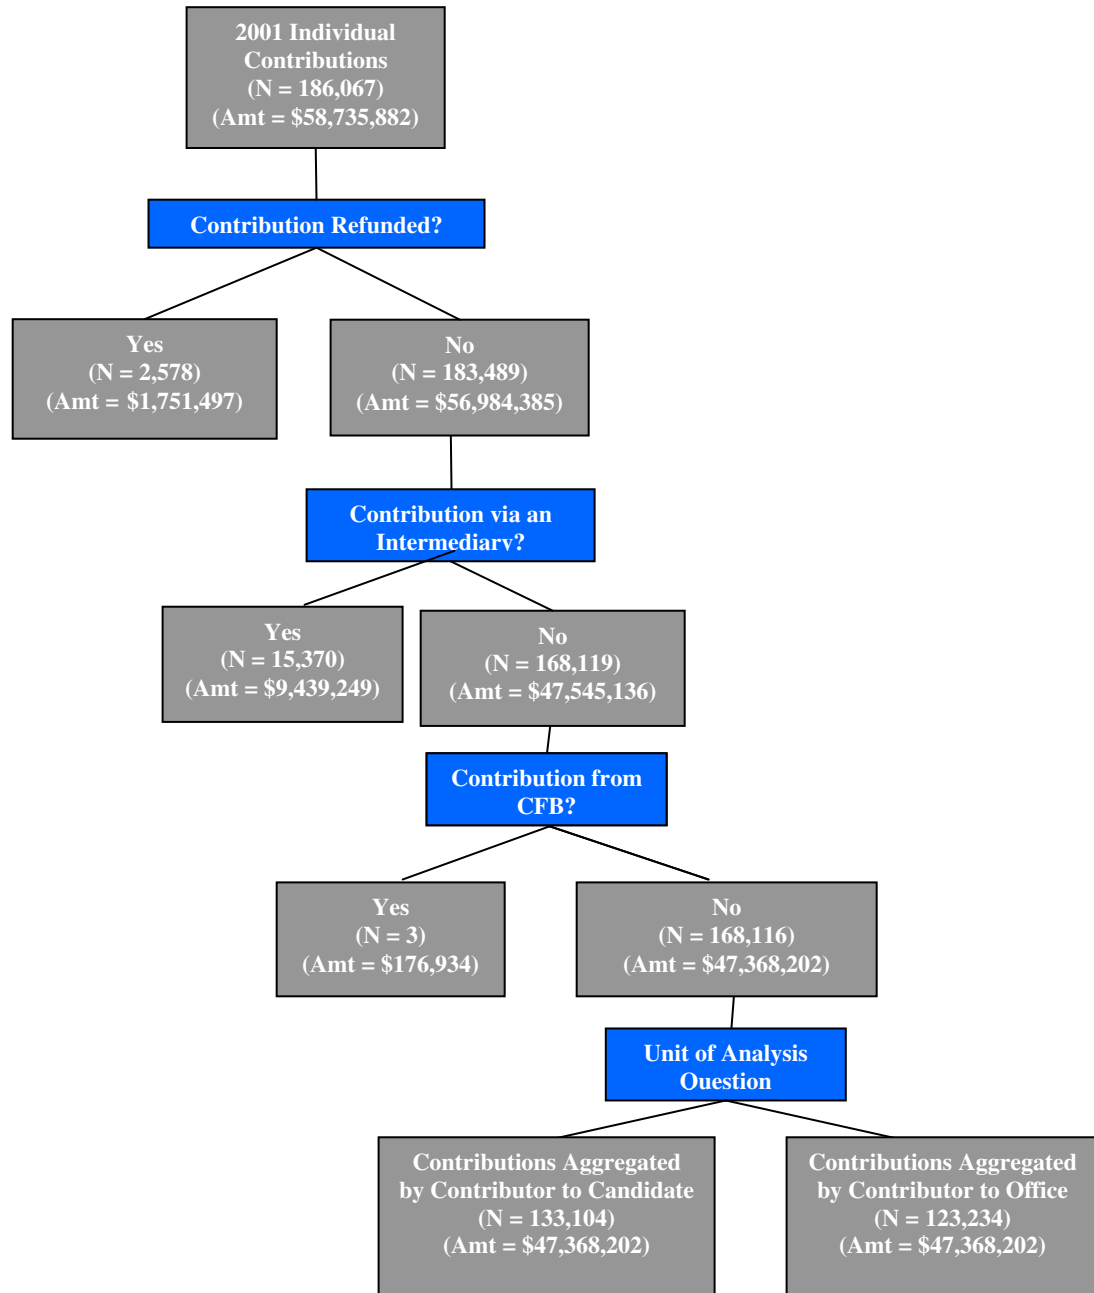 2001 Individual
Contributions
(N = 186,067)
(Amt = $58,735,882)
Contribution Refunded?
Yes
(N = 2,578)
(Amt = $1,751,497)
No
(N = 183,489)
(Amt = $56,984,385)
Contribution via an
Intermediary?
Yes
(N = 15,370)
(Amt = $9,439,249)
No
(N = 168,119)
(Amt = $47,545,136)
Contribution from
CFB?
Yes
(N = 3)
(Amt = $176,934)
No
(N = 168,116)
(Amt = $47,368,202)
Unit of Analysis
Question
Contributions Aggregated
by Contributor to Candidate
(N = 133,104)
(Amt = $47,368,202)
Contributions Aggregated
by Contributor to Office
(N = 123,234)
(Amt = $47,368,202)